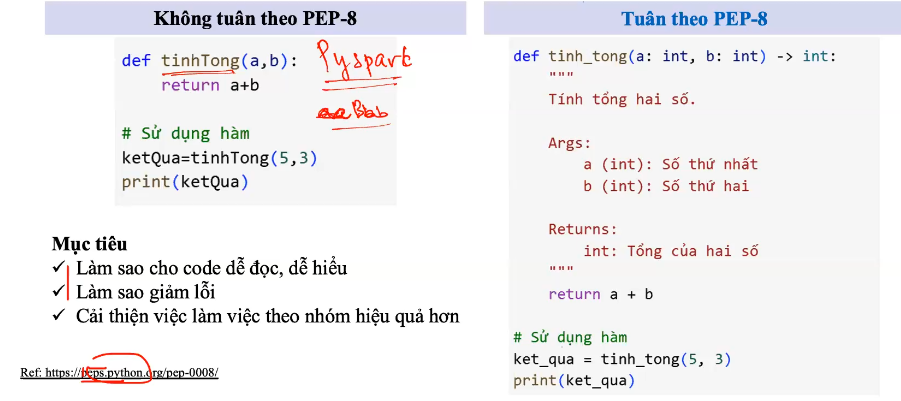 Không tuân theo PEP-8
def tinhTong(a,b):
return a+b
# Sử dụng hàm
ketQua=tinhTong(5,3)
print(ketQua)
Pyspark
aaBbb
Mục tiêu
✓ Làm sao cho code dễ đọc, dễ hiểu
✓ Làm sao giảm lỗi
✓ Cải thiện việc làm việc theo nhóm hiệu quả hơn
Ref: https://peps.python.org/pep-0008/
Tuân theo PEP-8
def tinh_tong(a: int, b: int) -> int:
"""
Tính tổng hai số.
Args:
a (int): Số thứ nhất
b (int): Số thứ hai
Returns:
int: Tổng của hai số
"""
return a + b
# Sử dụng hàm
ket_qua = tinh_tong(5, 3)
print(ket_qua)